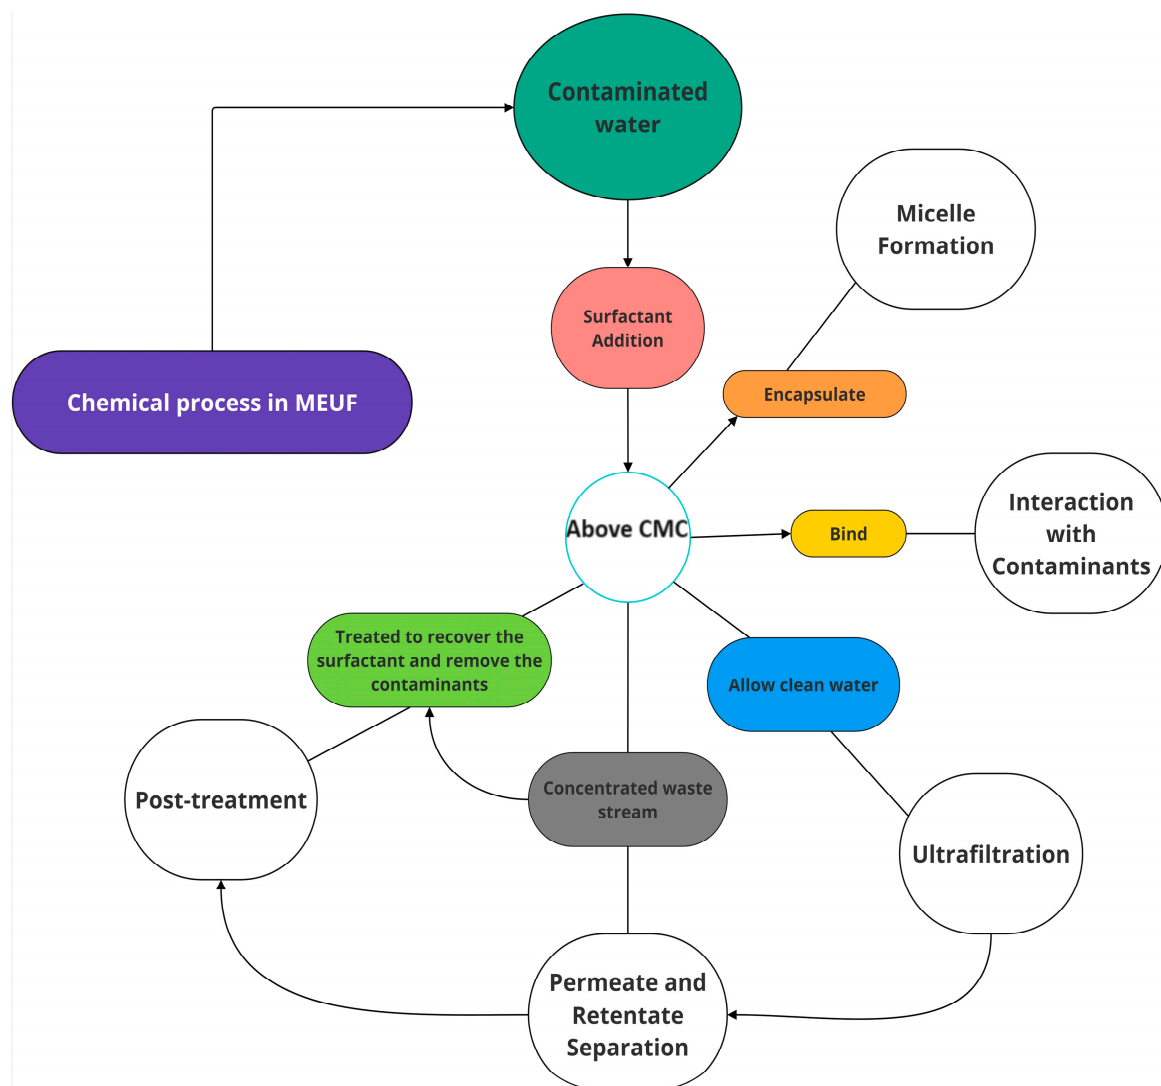 Contaminated
water
Micelle
Formation
Surfactant
Addition
Encapsulate
Chemical process in MEUF
Interaction
with
Contaminants
Above CMC
Bind
Treated to recover the
surfactant and remove the
contaminants
Allow clean water
Post-treatment
Concentrated waste
stream
Ultrafiltration
Permeate and
Retentate
Separation